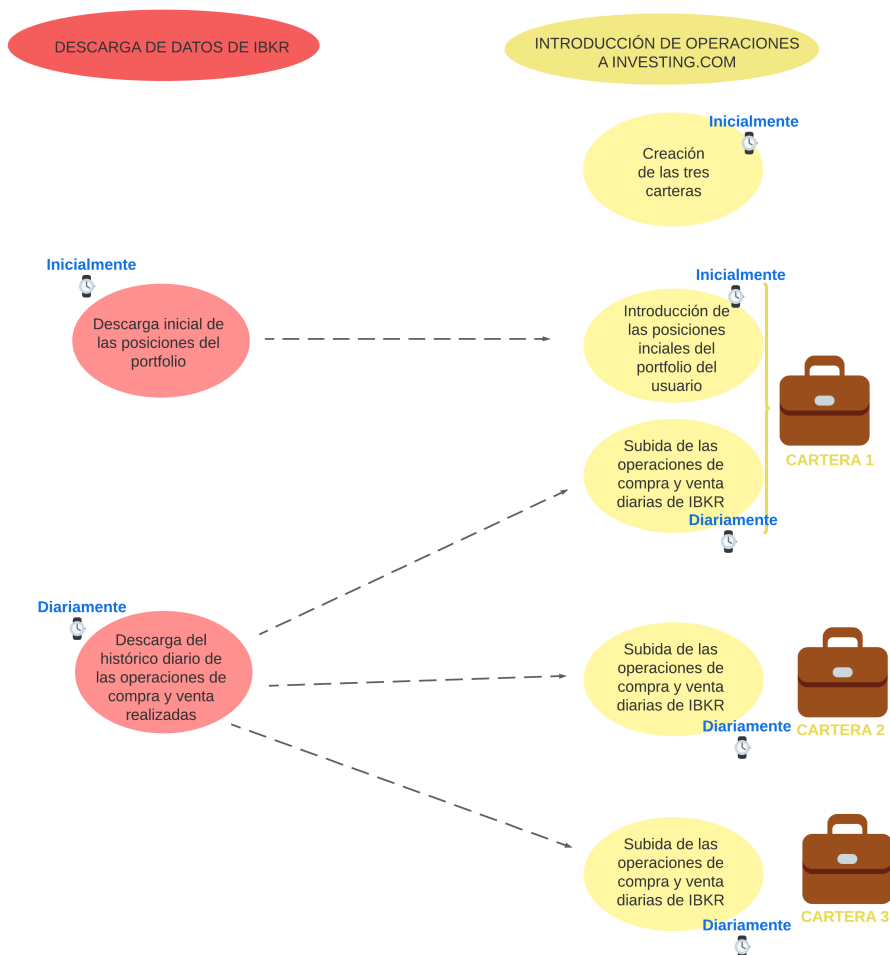 DESCARGA DE DATOS DE IBKR
INTRODUCCIÓN DE OPERACIONES
A INVESTING.COM
Inicialmente
Creación
de las tres
carteras
Inicialmente
Descarga inicial de
las posiciones del
portfolio
Inicialmente
Introducción de
las posiciones
inciales del
portfolio del
usuario
CARTERA 1
Subida de las
operaciones de
compra y venta
diarias de IBKR
Diariamente
Diariamente
Descarga del
histórico diario de
las operaciones de
compra y venta
realizadas
Subida de las
operaciones de
compra y venta
diarias de IBKR
Diariamente
CARTERA 2
Subida de las
operaciones de
compra y venta
diarias de IBKR
Diariamente
CARTERA 3